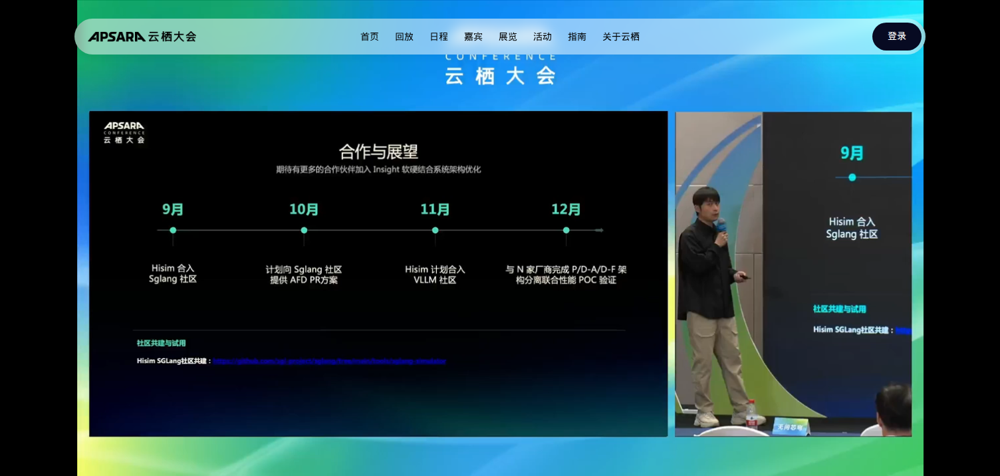 APSARA 云栖大会
首页 回放 日程 嘉宾 展览 活动 指南 关于云栖
登录
CONFERENCE
云栖大会
APSARA
CONFERENCE
云栖大会
合作与展望
期待有更多的合作伙伴加入 Insight 软硬结合系统架构优化
9月 10月 11月 12月
Hisim 合入
Sglang 社区
计划向 Sglang 社区
提供 AFD PR方案
Hisim 计划合入
VLLM 社区
与 N 家厂商完成 P/D-A/D-F 架
构分离联合性能 POC 验证
社区共建与试用
Hisim SGLang社区共建：
9月
Hisim 合入
Sglang 社区
社区共建与试用
Hisim SGLang社区共建：